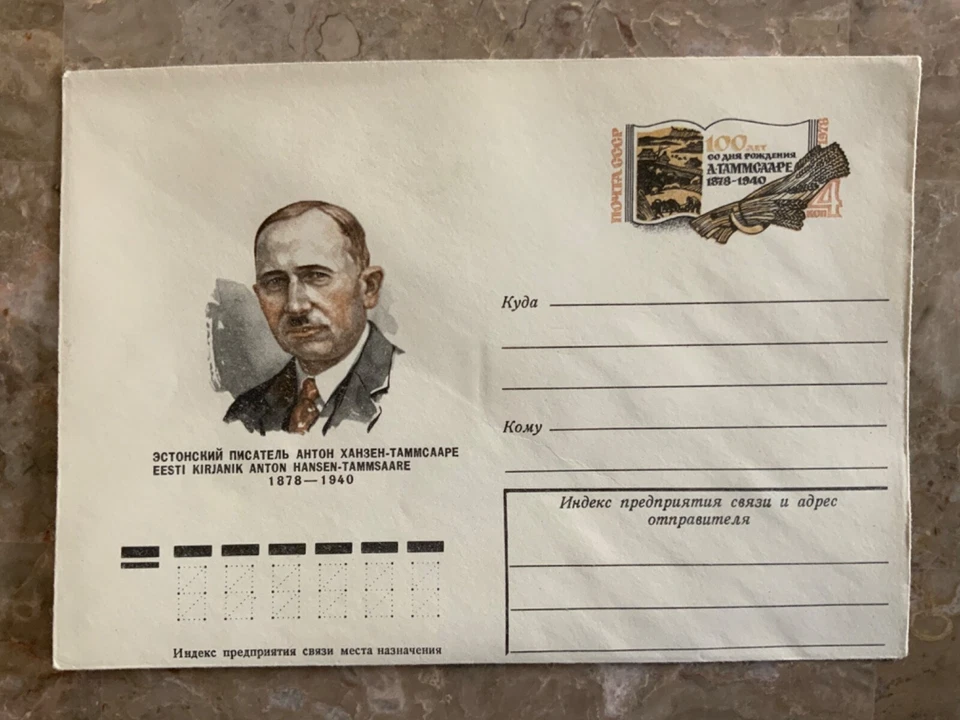 ПОЧТА СССР
100 ЛЕТ
СО ДНЯ РОЖДЕНИЯ
А·ТАММСААРЕ
1878–1940
1978
4
КОП
Куда
Кому
ЭСТОНСКИЙ ПИСАТЕЛЬ АНТОН ХАНЗЕН-ТАММСААРЕ
EESTI KIRJANIK ANTON HANSEN-TAMMSAARE
1878—1940
Индекс предприятия связи и адрес
отправителя
Индекс предприятия связи места назначения